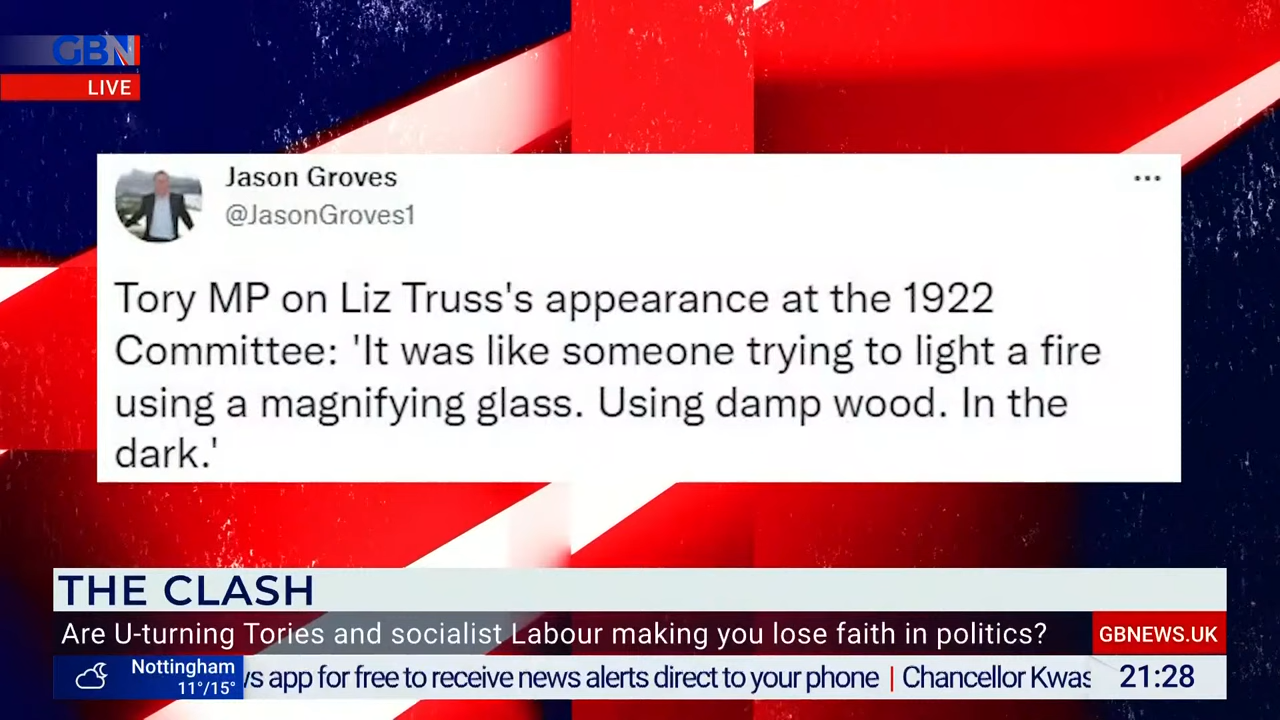 GBN
LIVE
Jason Groves
@JasonGroves1
Tory MP on Liz Truss's appearance at the 1922
Committee: 'It was like someone trying to light a fire
using a magnifying glass. Using damp wood. In the
dark.'
THE CLASH
Are U-turning Tories and socialist Labour making you lose faith in politics?
GBNEWS.UK
Nottingham
11°/15°
vs app for free to receive news alerts direct to your phone | Chancellor Kwas
21:28